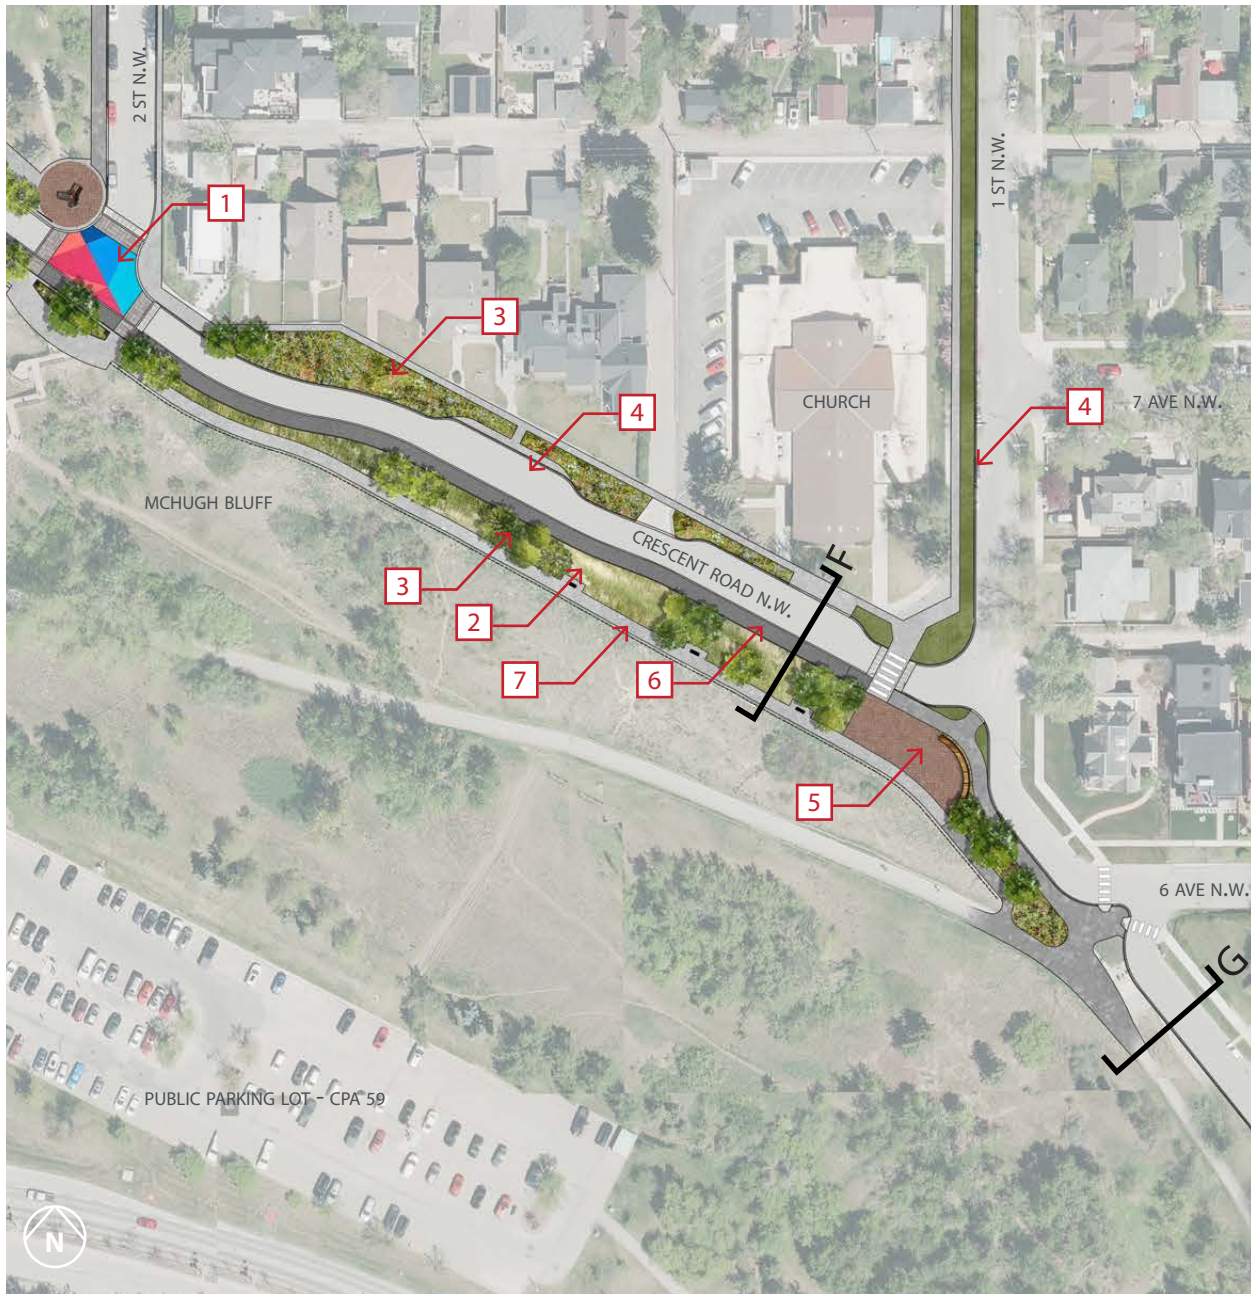 2 ST N.W.
1
1 ST N.W.
3
4
CHURCH
4
7 AVE N.W.
MCHUGH BLUFF
CRESCENT ROAD N.W.
F
3
2
7
6
5
6 AVE N.W.
G
PUBLIC PARKING LOT - CPA 59
N